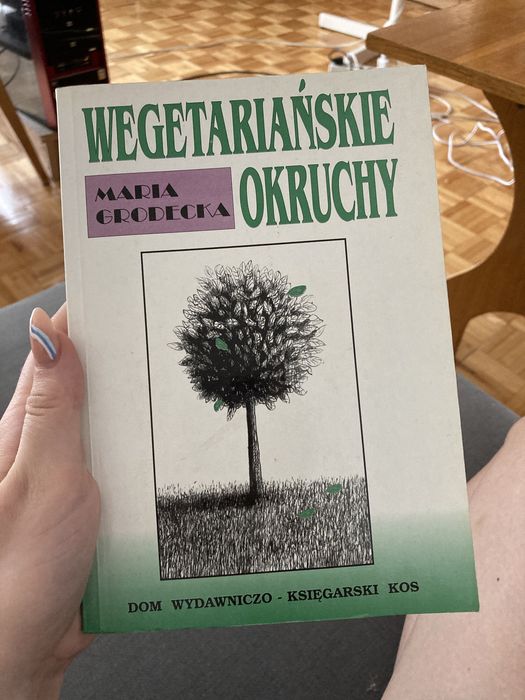 WEGETARIAŃSKIE
MARIA
GRODECKA
OKRUCHY
DOM WYDAWNICZO - KSIĘGARSKI KOS